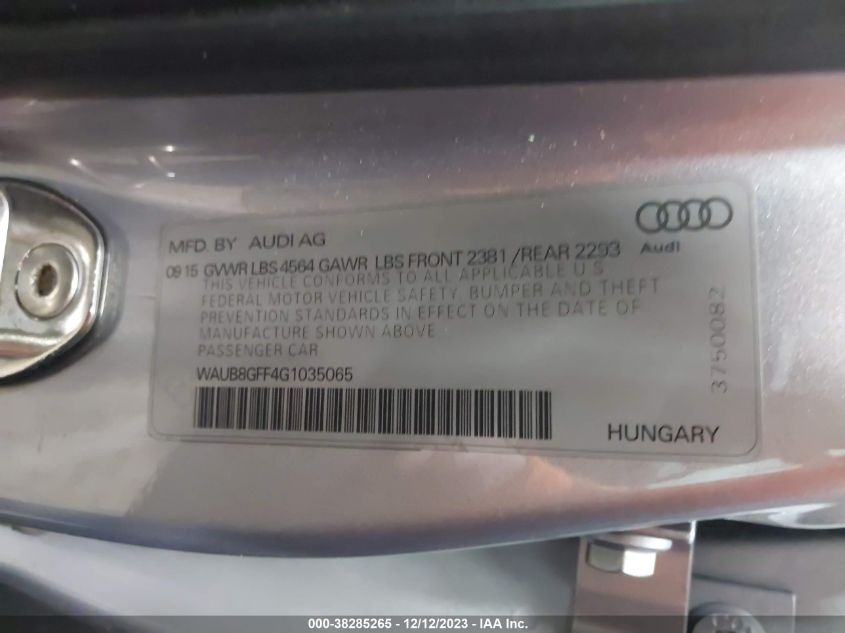 MFD. BY AUDI AG
09 15 GVWR LBS 4564 GAWR LBS FRONT 2381 /REAR 2293
THIS VEHICLE CONFORMS TO ALL APPLICABLE U S
FEDERAL MOTOR VEHICLE SAFETY, BUMPER AND THEFT
PREVENTION STANDARDS IN EFFECT ON THE DATE OF
MANUFACTURE SHOWN ABOVE
PASSENGER CAR
WAUB8GFF4G1035065
Audi
3750082
HUNGARY
000-38285265 - 12/12/2023 - IAA Inc.